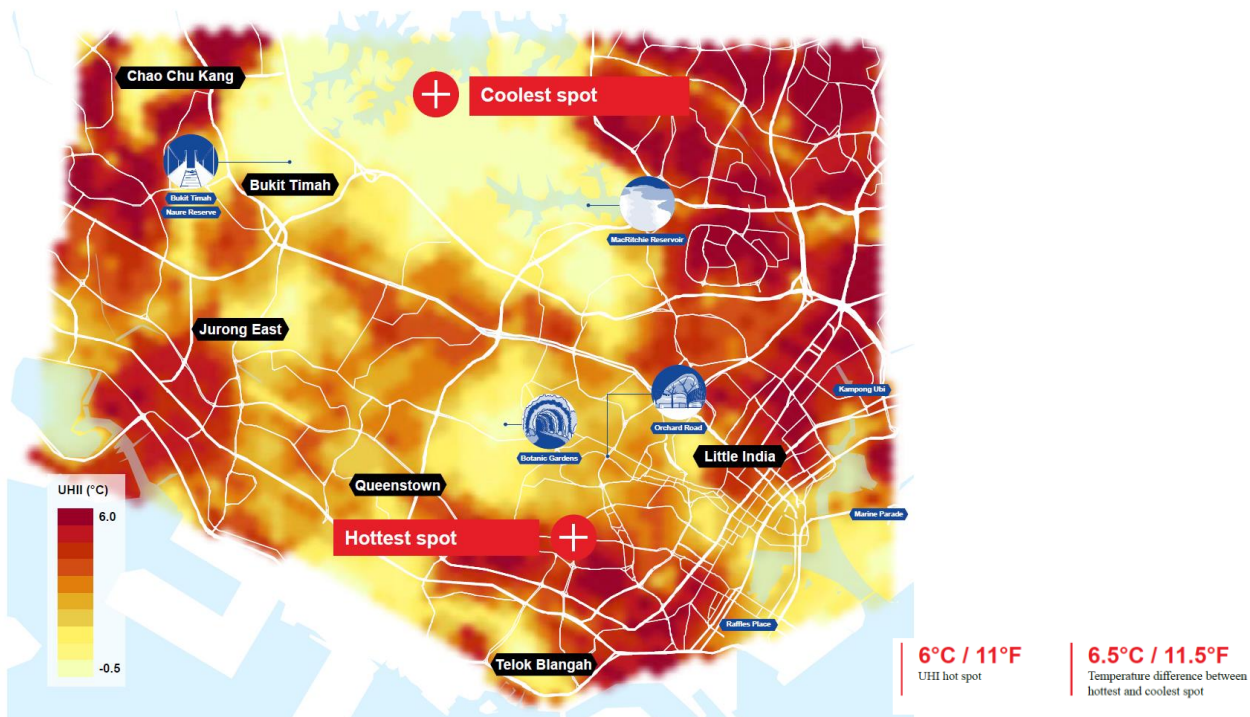 Chao Chu Kang
Coolest spot
Bukit Timah
Naure Reserve
Bukit Timah
MacRitchie Reservoir
Jurong East
Kampong Ubi
Orchard Road
Botanic Gardens
Little India
Queenstown
UHII (°C)
6.0
-0.5
Marine Parade
Hottest spot
Raffles Place
Telok Blangah
6°C / 11°F
UHI hot spot
6.5°C / 11.5°F
Temperature difference between
hottest and coolest spot